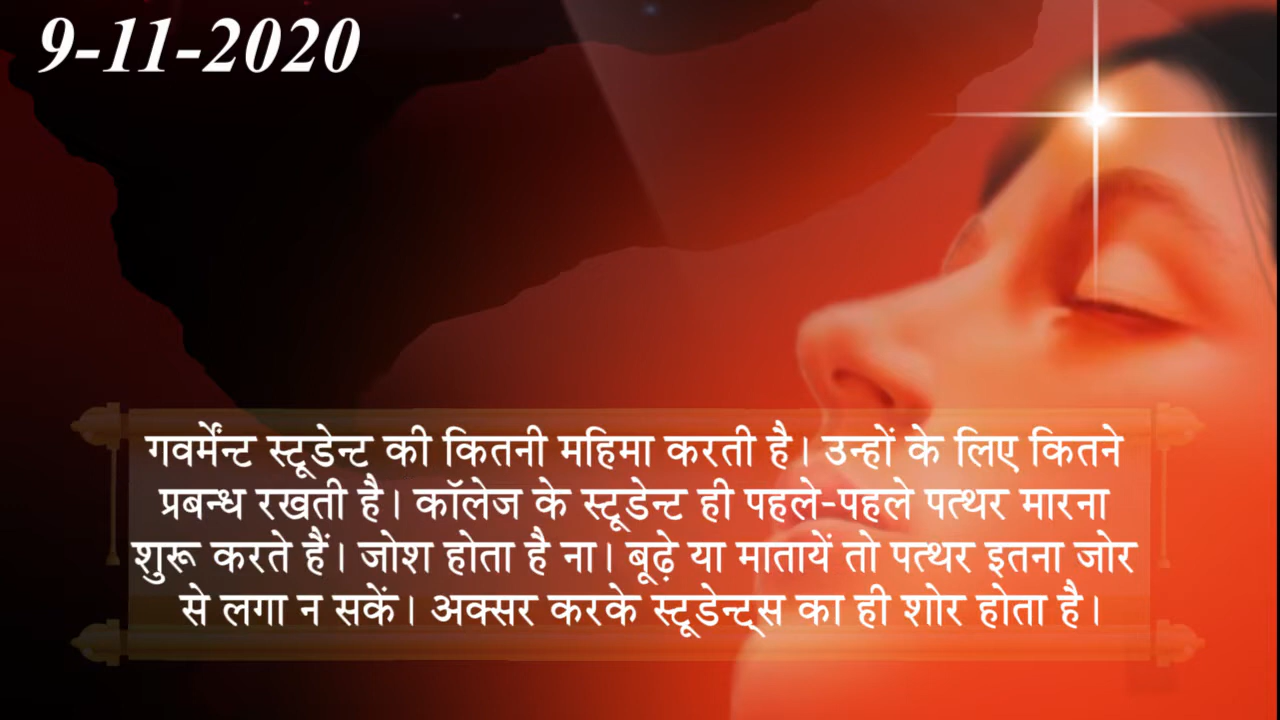 9-11-2020
गवर्मेंन्ट स्टूडेन्ट की कितनी महिमा करती है। उन्हों के लिए कितने
प्रबन्ध रखती है। कॉलेज के स्टूडेन्ट ही पहले-पहले पत्थर मारना
शुरू करते हैं। जोश होता है ना। बूढ़े या मातायें तो पत्थर इतना जोर
से लगा न सकें। अक्सर करके स्टूडेन्ट्स का ही शोर होता है।